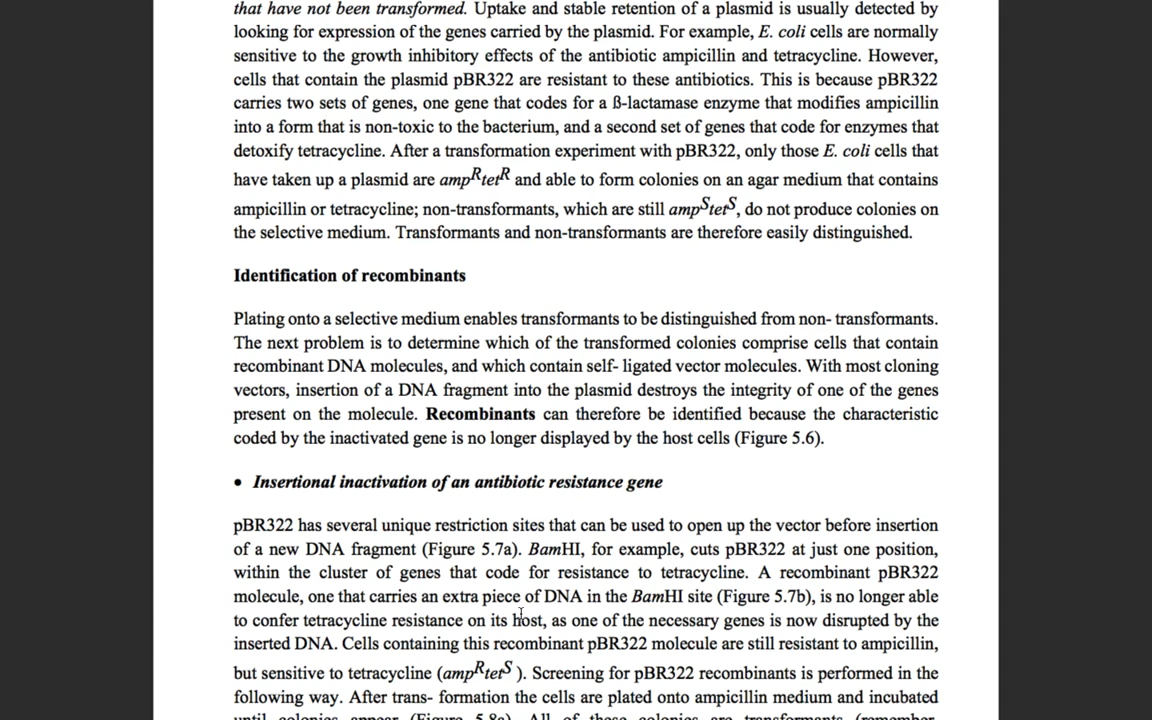 that have not been transformed. Uptake and stable retention of a plasmid is usually detected by
looking for expression of the genes carried by the plasmid. For example, E. coli cells are normally
sensitive to the growth inhibitory effects of the antibiotic ampicillin and tetracycline. However,
cells that contain the plasmid pBR322 are resistant to these antibiotics. This is because pBR322
carries two sets of genes, one gene that codes for a ß-lactamase enzyme that modifies ampicillin
into a form that is non-toxic to the bacterium, and a second set of genes that code for enzymes that
detoxify tetracycline. After a transformation experiment with pBR322, only those E. coli cells that
have taken up a plasmid are ampRtetR and able to form colonies on an agar medium that contains
ampicillin or tetracycline; non-transformants, which are still ampStetS, do not produce colonies on
the selective medium. Transformants and non-transformants are therefore easily distinguished.
Identification of recombinants
Plating onto a selective medium enables transformants to be distinguished from non- transformants.
The next problem is to determine which of the transformed colonies comprise cells that contain
recombinant DNA molecules, and which contain self- ligated vector molecules. With most cloning
vectors, insertion of a DNA fragment into the plasmid destroys the integrity of one of the genes
present on the molecule. Recombinants can therefore be identified because the characteristic
coded by the inactivated gene is no longer displayed by the host cells (Figure 5.6).
• Insertional inactivation of an antibiotic resistance gene
pBR322 has several unique restriction sites that can be used to open up the vector before insertion
of a new DNA fragment (Figure 5.7a). BamHI, for example, cuts pBR322 at just one position,
within the cluster of genes that code for resistance to tetracycline. A recombinant pBR322
molecule, one that carries an extra piece of DNA in the BamHI site (Figure 5.7b), is no longer able
to confer tetracycline resistance on its host, as one of the necessary genes is now disrupted by the
inserted DNA. Cells containing this recombinant pBR322 molecule are still resistant to ampicillin,
but sensitive to tetracycline (ampRtetS ). Screening for pBR322 recombinants is performed in the
following way. After trans- formation the cells are plated onto ampicillin medium and incubated
until colonies appear (Figure 5.8a). All of these colonies are transformants (remember,